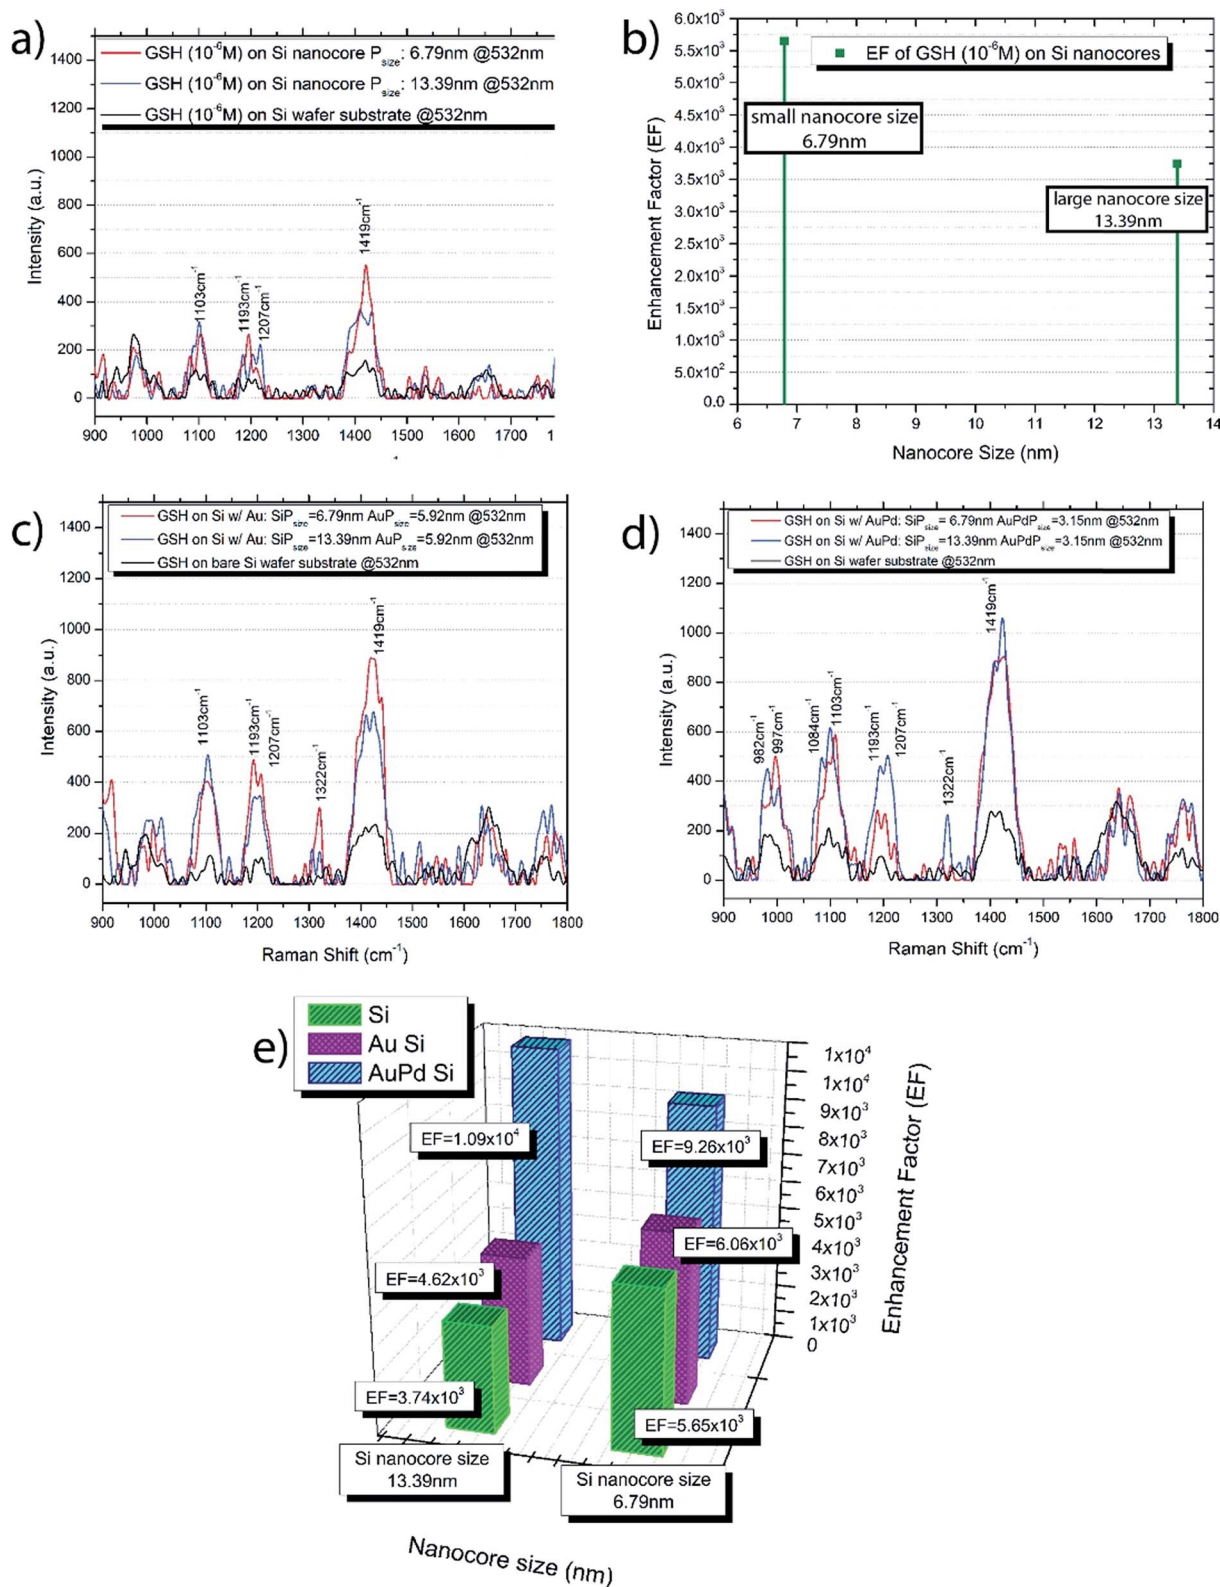 a)
GSH (10⁻⁶M) on Si nanocore P_size: 6.79nm @532nm
GSH (10⁻⁶M) on Si nanocore P_size: 13.39nm @532nm
GSH (10⁻⁶M) on Si wafer substrate @532nm
1400
1200
1000
800
600
400
200
0
Intensity (a.u.)
1103cm⁻¹
1193cm⁻¹
1207cm⁻¹
1419cm⁻¹
900 1000 1100 1200 1300 1400 1500 1600 1700
b)
EF of GSH (10⁻⁶M) on Si nanocores
6.0x10³
5.5x10³
5.0x10³
4.5x10³
4.0x10³
3.5x10³
3.0x10³
2.5x10³
2.0x10³
1.5x10³
1.0x10³
5.0x10²
0.0
Enhancement Factor (EF)
small nanocore size
6.79nm
large nanocore size
13.39nm
6 7 8 9 10 11 12 13 14
Nanocore Size (nm)
c)
GSH on Si w/ Au: SiP_size=6.79nm AuP_size=5.92nm @532nm
GSH on Si w/ Au: SiP_size=13.39nm AuP_size=5.92nm @532nm
GSH on bare Si wafer substrate @532nm
1400
1200
1000
800
600
400
200
0
Intensity (a.u.)
1103cm⁻¹
1193cm⁻¹
1207cm⁻¹
1322cm⁻¹
1419cm⁻¹
900 1000 1100 1200 1300 1400 1500 1600 1700 1800
Raman Shift (cm⁻¹)
d)
GSH on Si w/ AuPd: SiP_size= 6.79nm AuPdP_size=3.15nm @532nm
GSH on Si w/ AuPd: SiP_size=13.39nm AuPdP_size=3.15nm @532nm
GSH on Si wafer substrate @532nm
1400
1200
1000
800
600
400
200
0
Intensity (a.u.)
982cm⁻¹
997cm⁻¹
1084cm⁻¹
1103cm⁻¹
1193cm⁻¹
1207cm⁻¹
1322cm⁻¹
1419cm⁻¹
900 1000 1100 1200 1300 1400 1500 1600 1700 1800
Raman Shift (cm⁻¹)
e)
Si
Au Si
AuPd Si
EF=1.09x10⁴
EF=9.26x10³
EF=4.62x10³
EF=6.06x10³
EF=3.74x10³
EF=5.65x10³
1x10⁴
1x10⁴
9x10³
8x10³
7x10³
6x10³
5x10³
4x10³
3x10³
2x10³
1x10³
0
Enhancement Factor (EF)
Si nanocore size
13.39nm
Si nanocore size
6.79nm
Nanocore size (nm)